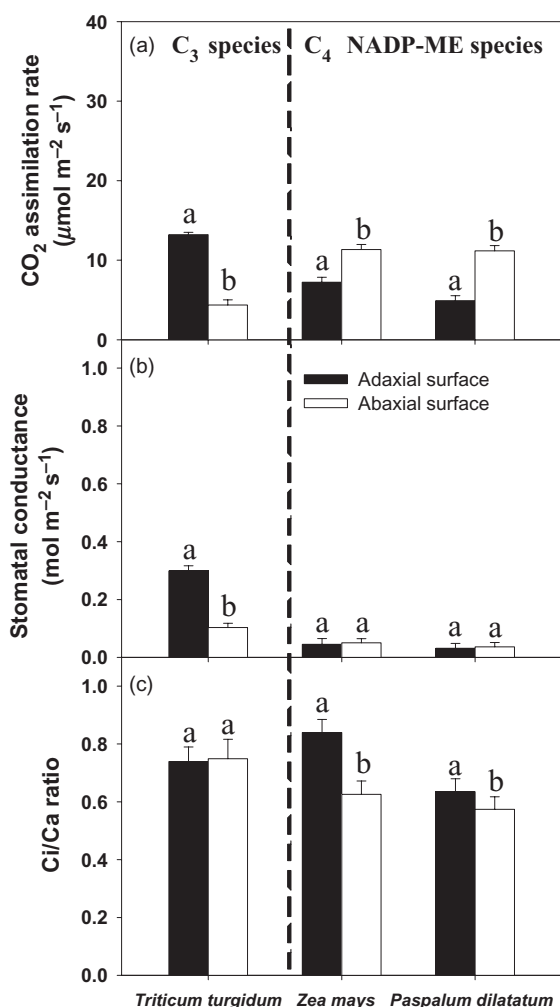 (a) C3 species C4 NADP-ME species
CO2 assimilation rate
(μmol m−2 s−1)
40
30
20
10
0
a
b
a
b
a
b
(b)
Adaxial surface
Abaxial surface
Stomatal conductance
(mol m−2 s−1)
1.0
0.8
0.6
0.4
0.2
0.0
a
b
a a
a a
(c)
Ci/Ca ratio
1.0
0.8
0.6
0.4
0.2
0.0
a a
a
b
a
b
Triticum turgidum Zea mays Paspalum dilatatum